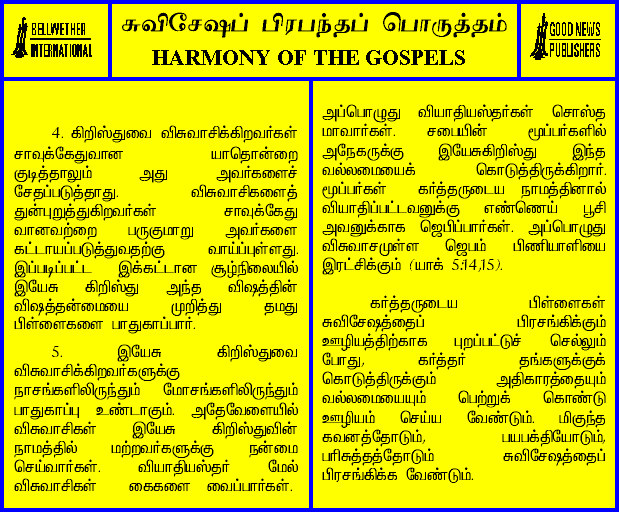 BELLWETHER
INTERNATIONAL
சுவிசேஷப் பிரபந்தப் பொருத்தம்
HARMONY OF THE GOSPELS
GOOD NEWS
PUBLISHERS
4. கிறிஸ்துவை விசுவாசிக்கிறவர்கள்
சாவுக்கேதுவான யாதொன்றை
குடித்தாலும் அது அவர்களைச்
சேதப்படுத்தாது. விசுவாசிகளைத்
துன்புறுத்துகிறவர்கள் சாவுக்கேது
வானவற்றை பருகுமாறு அவர்களை
கட்டாயப்படுத்துவதற்கு வாய்ப்புள்ளது.
இப்படிப்பட்ட இக்கட்டான சூழ்நிலையில்
இயேசு கிறிஸ்து அந்த விஷத்தின்
விஷத்தன்மையை முறித்து தமது
பிள்ளைகளை பாதுகாப்பார்.
5. இயேசு கிறிஸ்துவை
விசுவாசிக்கிறவர்களுக்கு
நாசங்களிலிருந்தும் மோசங்களிலிருந்தும்
பாதுகாப்பு உண்டாகும். அதேவேளையில்
விசுவாசிகள் இயேசு கிறிஸ்துவின்
நாமத்தில் மற்றவர்களுக்கு நன்மை
செய்வார்கள். வியாதியஸ்தர் மேல்
விசுவாசிகள் கைகளை வைப்பார்கள்.
அப்பொழுது வியாதியஸ்தர்கள் சொஸ்த
மாவார்கள். சபையின் மூப்பர்களில்
அநேகருக்கு இயேசுகிறிஸ்து இந்த
வல்லமையைக் கொடுத்திருக்கிறார்.
மூப்பர்கள் கர்த்தருடைய நாமத்தினால்
வியாதிப்பட்டவனுக்கு எண்ணெய் பூசி
அவனுக்காக ஜெபிப்பார்கள். அப்பொழுது
விசுவாசமுள்ள ஜெபம் பிணியாளியை
இரட்சிக்கும் (யாக் 5:14,15).
கர்த்தருடைய பிள்ளைகள்
சுவிசேஷத்தைப் பிரசங்கிக்கும்
ஊழியத்திற்காக புறப்பட்டுச் செல்லும்
போது, கர்த்தர் தங்களுக்குக்
கொடுத்திருக்கும் அதிகாரத்தையும்
வல்லமையையும் பெற்றுக் கொண்டு
ஊழியம் செய்ய வேண்டும். மிகுந்த
கவனத்தோடும், பயபக்தியோடும்,
பரிசுத்தத்தோடும் சுவிசேஷத்தைப்
பிரசங்கிக்க வேண்டும்.